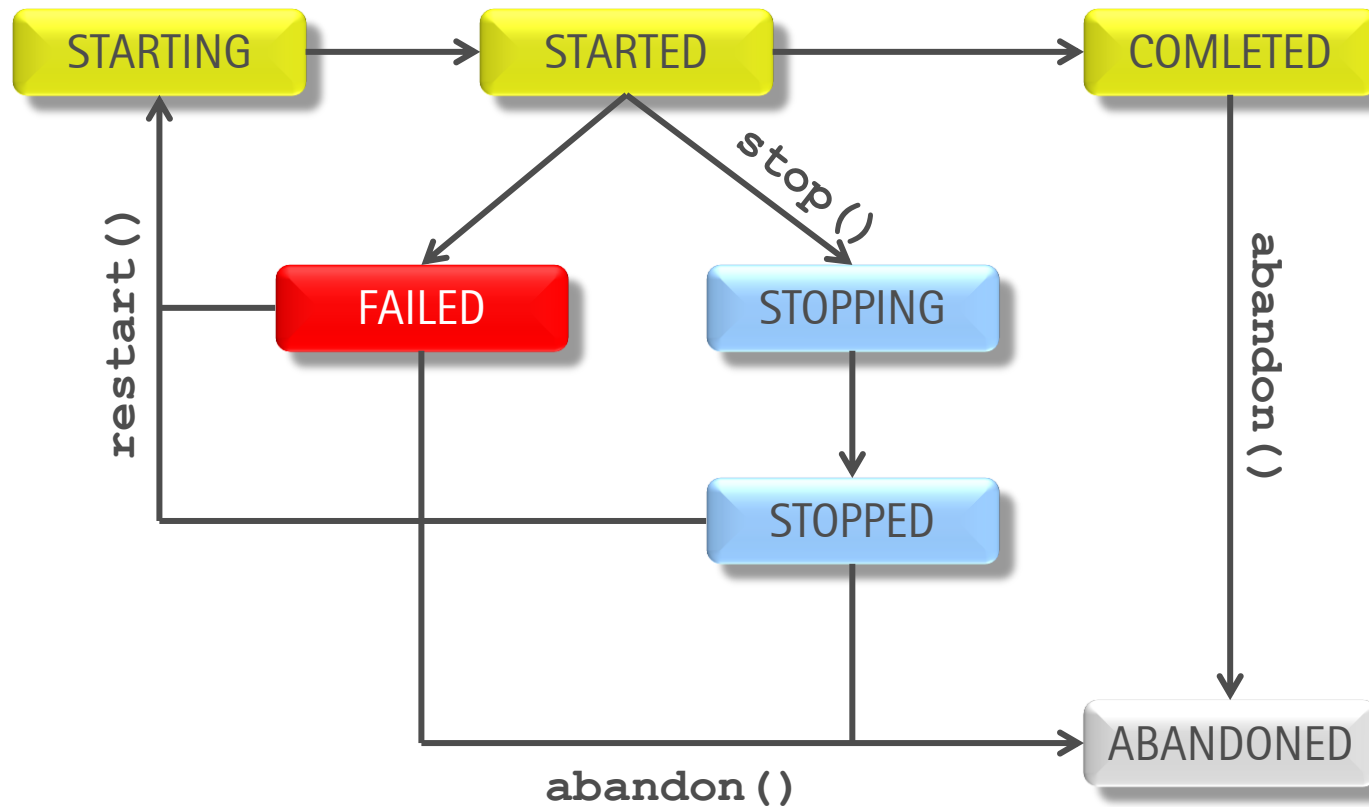 STARTING
STARTED
COMLETED
stop()
restart()
FAILED
STOPPING
abandon()
STOPPED
ABANDONED
abandon()